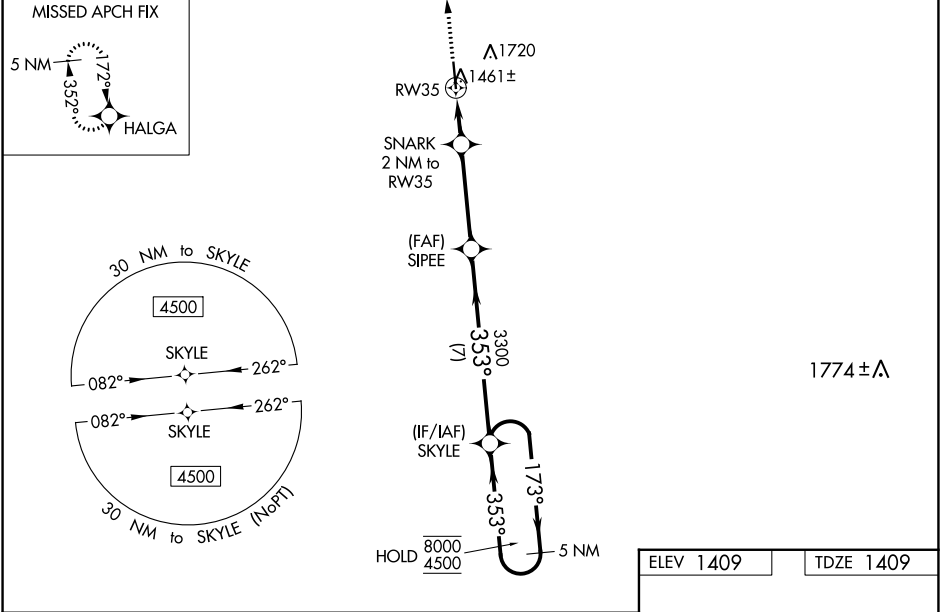 MISSED APCH FIX
5 NM
172°
352°
HALGA
1720
1461±
RW35
SNARK
2 NM to
RW35
(FAF)
SIPEE
3300
353°
(7)
30 NM to SKYLE
4500
SKYLE
082°
262°
082°
262°
SKYLE
4500
30 NM to SKYLE (NoPT)
1774±
(IF/IAF)
SKYLE
173°
353°
HOLD
8000
4500
5 NM
ELEV 1409
TDZE 1409